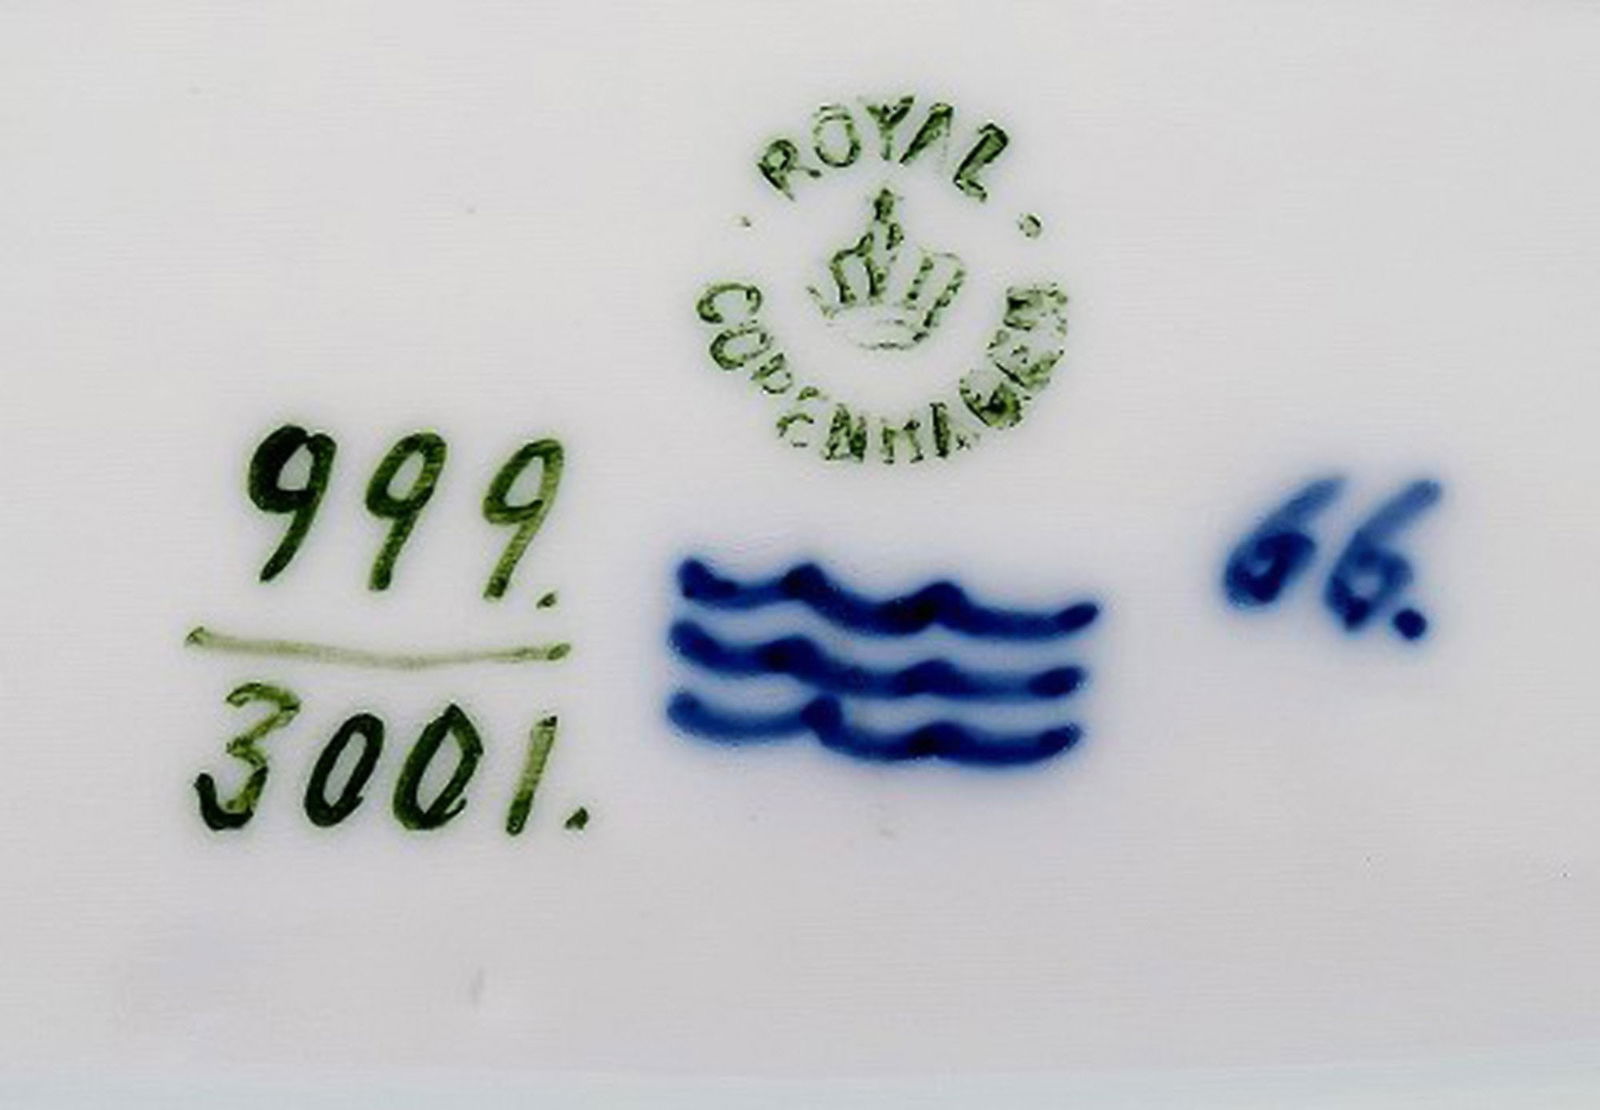 ROYAL
COPENHAGEN
999.
3001.
66.